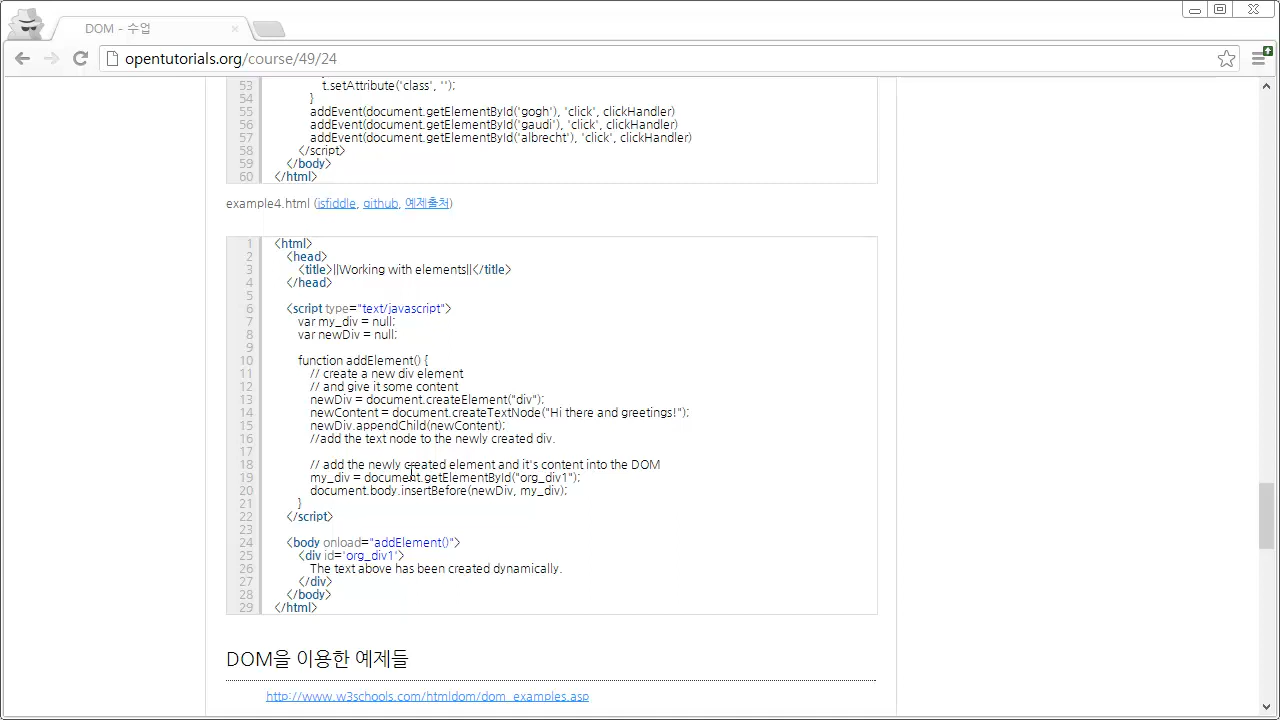 DOM - 수업
opentutorials.org/course/49/24
53 t.setAttribute('class', '');
54 }
55 addEvent(document.getElementById('gogh'), 'click', clickHandler)
56 addEvent(document.getElementById('gaudi'), 'click', clickHandler)
57 addEvent(document.getElementById('albrecht'), 'click', clickHandler)
58 </script>
59 </body>
60 </html>
example4.html (jsfiddle, github, 예제출처)
1 <html>
2 <head>
3 <title>||Working with elements||</title>
4 </head>
5
6 <script type="text/javascript">
7 var my_div = null;
8 var newDiv = null;
9
10 function addElement() {
11 // create a new div element
12 // and give it some content
13 newDiv = document.createElement("div");
14 newContent = document.createTextNode("Hi there and greetings!");
15 newDiv.appendChild(newContent);
16 //add the text node to the newly created div.
17
18 // add the newly created element and it's content into the DOM
19 my_div = document.getElementById("org_div1");
20 document.body.insertBefore(newDiv, my_div);
21 }
22 </script>
23
24 <body onload="addElement()">
25 <div id='org_div1'>
26 The text above has been created dynamically.
27 </div>
28 </body>
29 </html>
DOM을 이용한 예제들
http://www.w3schools.com/htmldom/dom_examples.asp